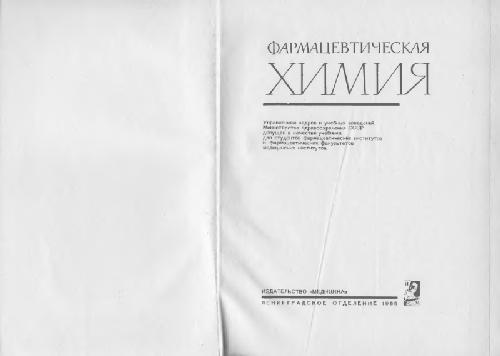 ФАРМАЦЕВТИЧЕСКАЯ
ХИМИЯ
Управлением кадров и учебных заведений
Министерства здравоохранения СССР
допущен в качестве учебника
для студентов фармацевтических институтов
и фармацевтических факультетов
медицинских институтов
ИЗДАТЕЛЬСТВО «МЕДИЦИНА»
ЛЕНИНГРАДСКОЕ ОТДЕЛЕНИЕ 1966